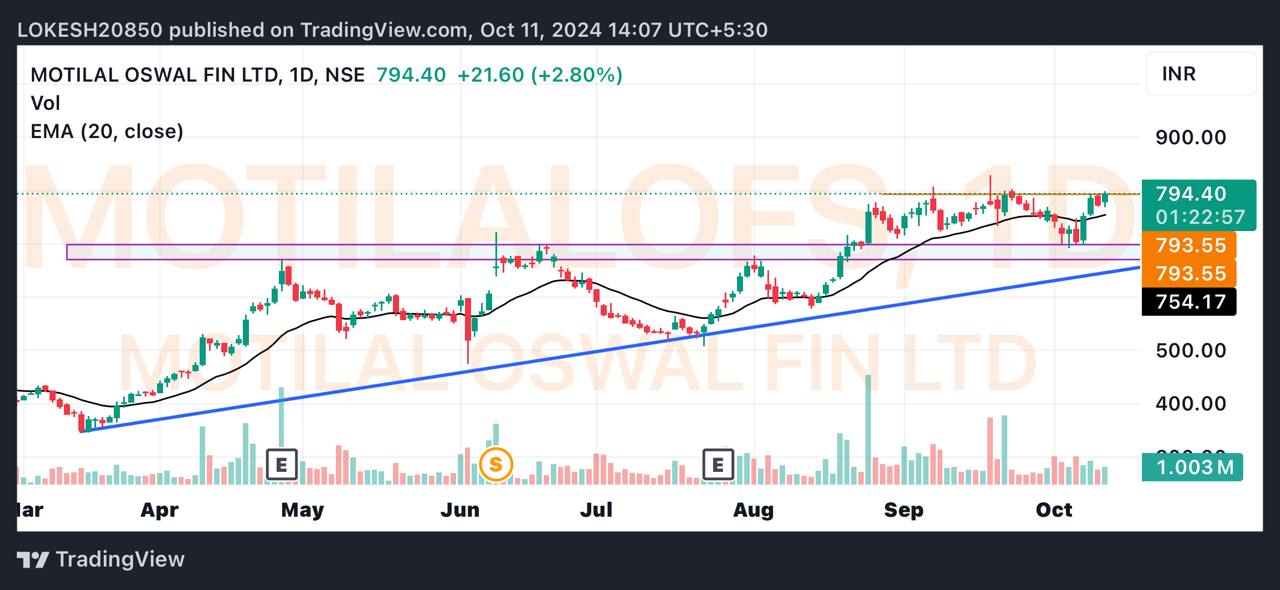 LOKESH20850 published on TradingView.com, Oct 11, 2024 14:07 UTC+5:30
MOTILAL OSWAL FIN LTD, 1D, NSE 794.40 +21.60 (+2.80%)
INR
Vol
EMA (20, close)
900.00
MOTILALOFS, 1D
794.40
01:22:57
793.55
793.55
754.17
MOTILAL OSWAL FIN LTD
500.00
400.00
E
S
E
1.003 M
Apr May Jun Jul Aug Sep Oct
TradingView